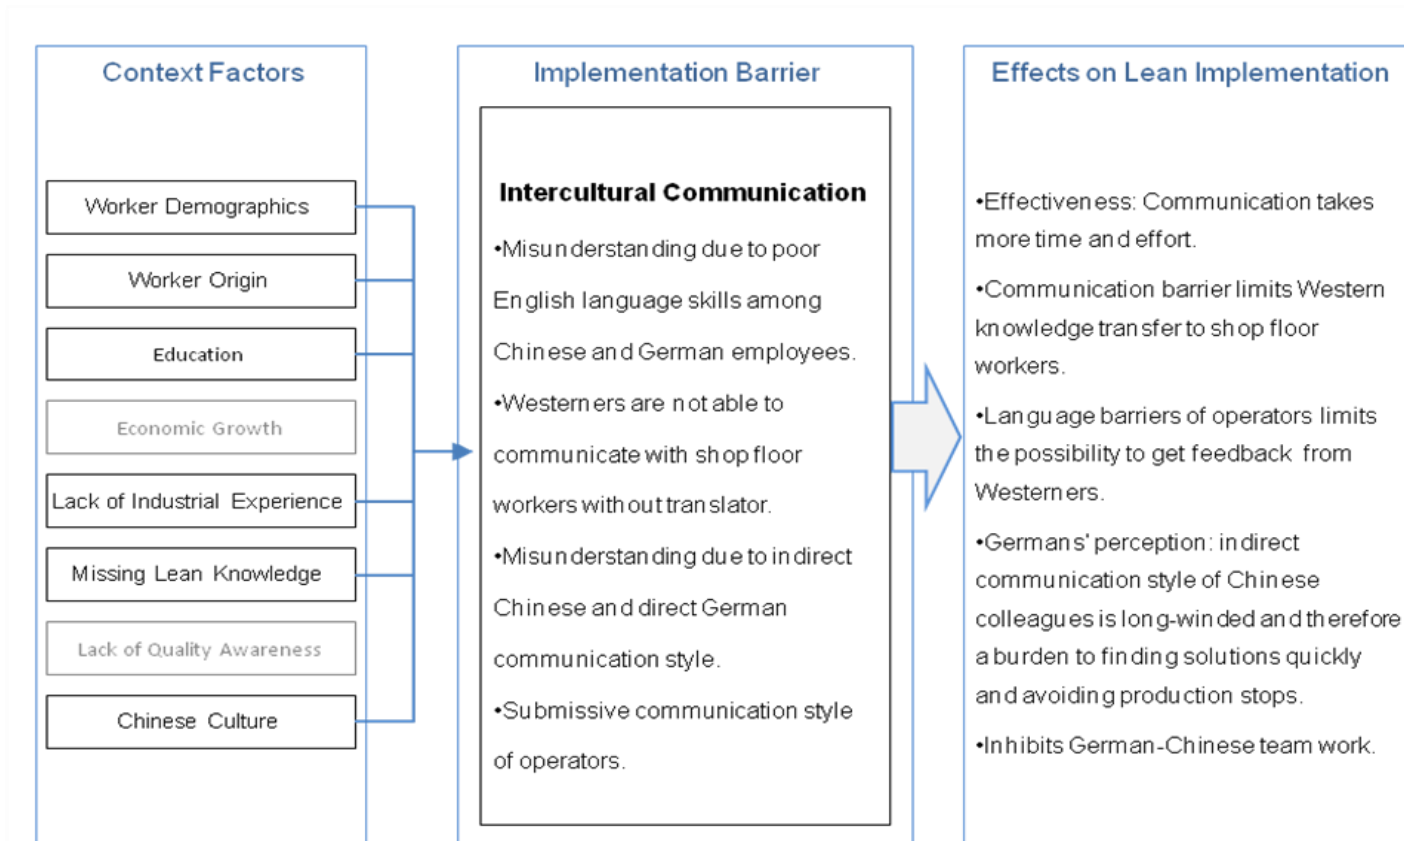 Context Factors
Worker Demographics
Worker Origin
Education
Economic Growth
Lack of Industrial Experience
Missing Lean Knowledge
Lack of Quality Awareness
Chinese Culture
Implementation Barrier
Intercultural Communication
•Misunderstanding due to poor
English language skills among
Chinese and German employees.
•Westerners are not able to
communicate with shop floor
workers without translator.
•Misunderstanding due to indirect
Chinese and direct German
communication style.
•Submissive communication style
of operators.
Effects on Lean Implementation
•Effectiveness: Communication takes
more time and effort.
•Communication barrier limits Western
knowledge transfer to shop floor
workers.
•Language barriers of operators limits
the possibility to get feedback from
Westerners.
•Germans' perception: indirect
communication style of Chinese
colleagues is long-winded and therefore
a burden to finding solutions quickly
and avoiding production stops.
•Inhibits German-Chinese team work.